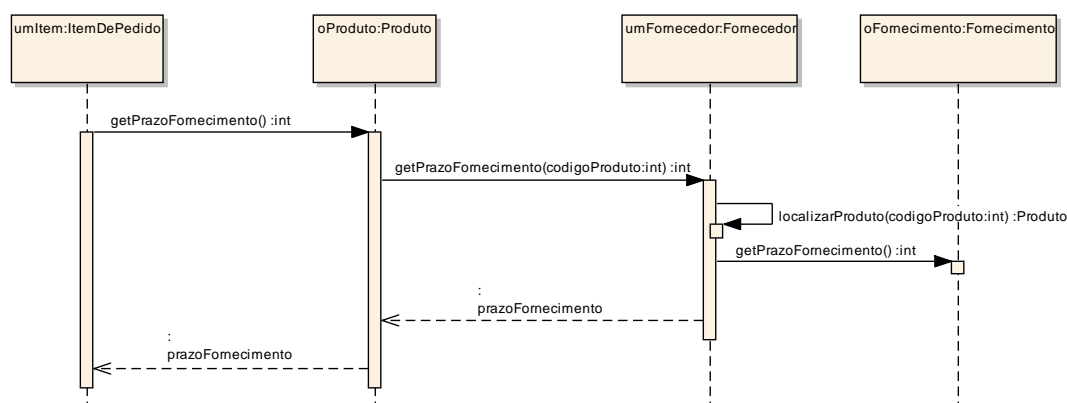 umItem:ItemDePedido
oProduto:Produto
umFornecedor:Fornecedor
oFornecimento:Fornecimento
getPrazoFornecimento() :int
getPrazoFornecimento(codigoProduto:int) :int
localizarProduto(codigoProduto:int) :Produto
getPrazoFornecimento() :int
:
prazoFornecimento
:
prazoFornecimento